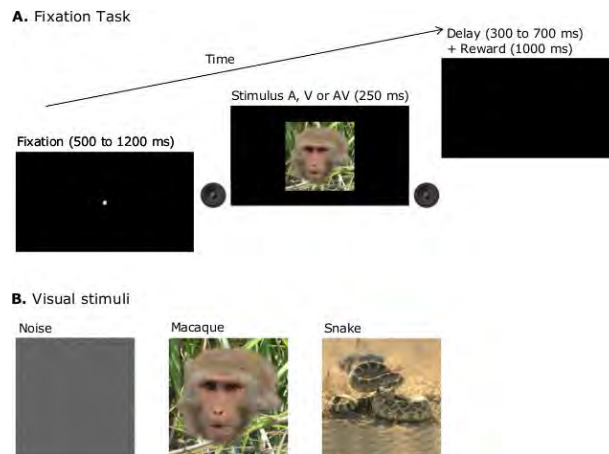 A. Fixation Task
Delay (300 to 700 ms)
+ Reward (1000 ms)
Time
Stimulus A, V or AV (250 ms)
Fixation (500 to 1200 ms)
B. Visual stimuli
Noise
Macaque
Snake